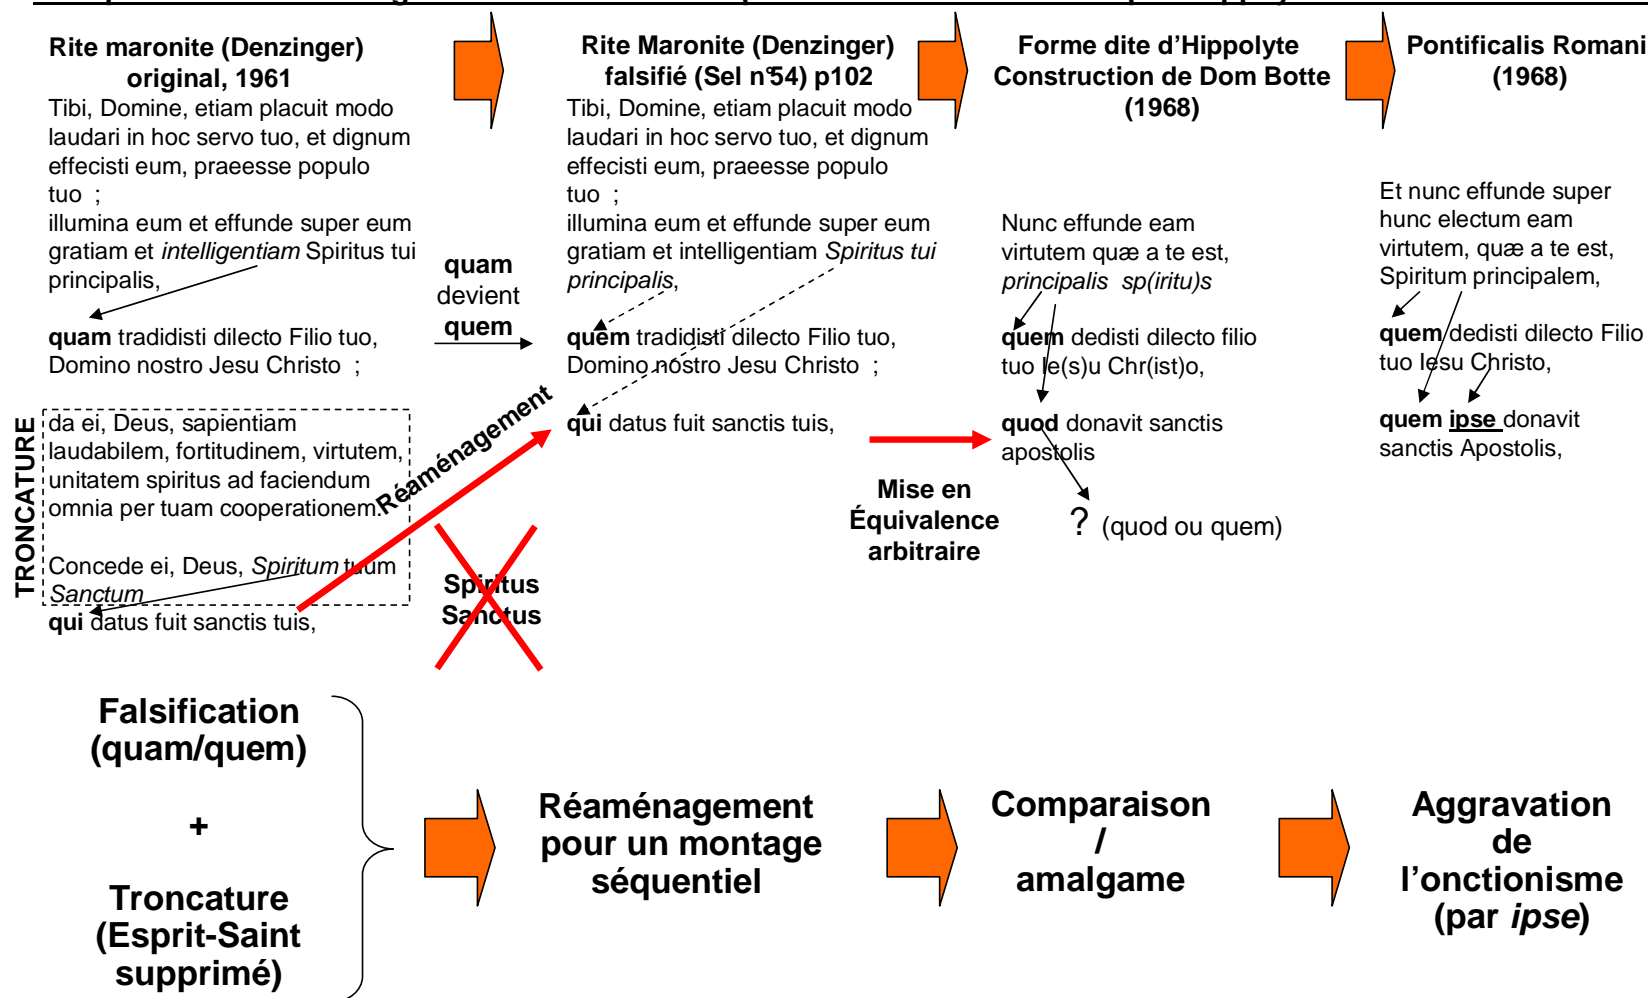 Rite maronite (Denzinger)
original, 1961
Tibi, Domine, etiam placuit modo
laudari in hoc servo tuo, et dignum
effecisti eum, praeesse populo
tuo ;
illumina eum et effunde super eum
gratiam et intelligentiam Spiritus tui
principalis,
quam tradidisti dilecto Filio tuo,
Domino nostro Jesu Christo ;
TRONCATURE
da ei, Deus, sapientiam
laudabilem, fortitudinem, virtutem,
unitatem spiritus ad faciendum
omnia per tuam cooperationem.
Concede ei, Deus, Spiritum tuum
Sanctum
qui datus fuit sanctis tuis,
quam
devient
quem
Réaménagement
Spiritus
Sanctus
Rite Maronite (Denzinger)
falsifié (Sel n°54) p102
Tibi, Domine, etiam placuit modo
laudari in hoc servo tuo, et dignum
effecisti eum, praeesse populo
tuo ;
illumina eum et effunde super eum
gratiam et intelligentiam Spiritus tui
principalis,
quem tradidisti dilecto Filio tuo,
Domino nostro Jesu Christo ;
qui datus fuit sanctis tuis,
Mise en
Équivalence
arbitraire
Forme dite d'Hippolyte
Construction de Dom Botte
(1968)
Nunc effunde eam
virtutem quæ a te est,
principalis sp(iritu)s
quem dedisti dilecto filio
tuo Ie(s)u Chr(ist)o,
quod donavit sanctis
apostolis
? (quod ou quem)
Pontificalis Romani
(1968)
Et nunc effunde super
hunc electum eam
virtutem, quæ a te est,
Spiritum principalem,
quem dedisti dilecto Filio
tuo Iesu Christo,
quem ipse donavit
sanctis Apostolis,
Falsification
(quam/quem)
+
Troncature
(Esprit-Saint
supprimé)
Réaménagement
pour un montage
séquentiel
Comparaison
/
amalgame
Aggravation
de
l'onctionisme
(par ipse)